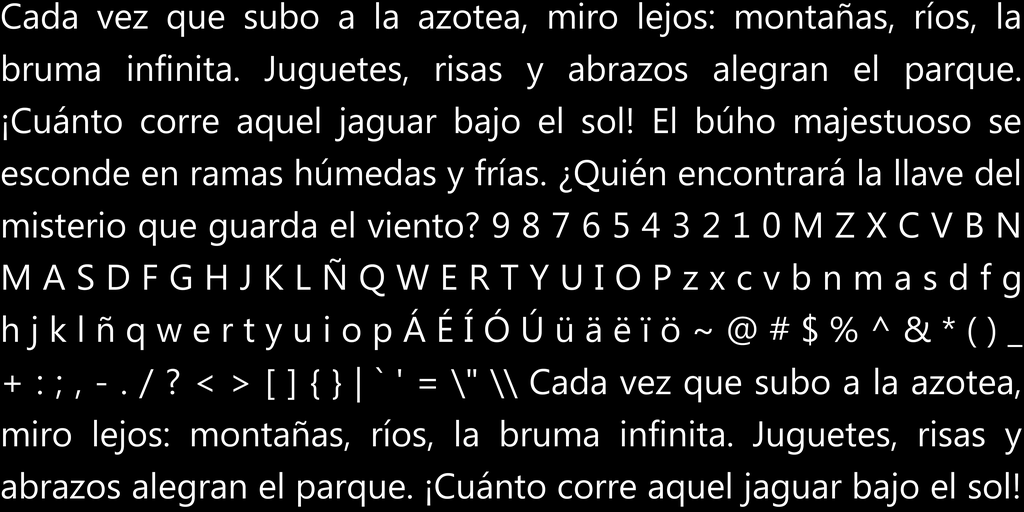 Cada vez que subo a la azotea, miro lejos: montañas, ríos, la
bruma infinita. Juguetes, risas y abrazos alegran el parque.
¡Cuánto corre aquel jaguar bajo el sol! El búho majestuoso se
esconde en ramas húmedas y frías. ¿Quién encontrará la llave del
misterio que guarda el viento? 9 8 7 6 5 4 3 2 1 0 M Z X C V B N
M A S D F G H J K L Ñ Q W E R T Y U I O P z x c v b n m a s d f g
h j k l ñ q w e r t y u i o p Á É Í Ó Ú ü ä ë ï ö ~ @ # $ % ^ & * ( ) _
+ : ; , - . / ? < > [ ] { } | ` ' = \" \\ Cada vez que subo a la azotea,
miro lejos: montañas, ríos, la bruma infinita. Juguetes, risas y
abrazos alegran el parque. ¡Cuánto corre aquel jaguar bajo el sol!